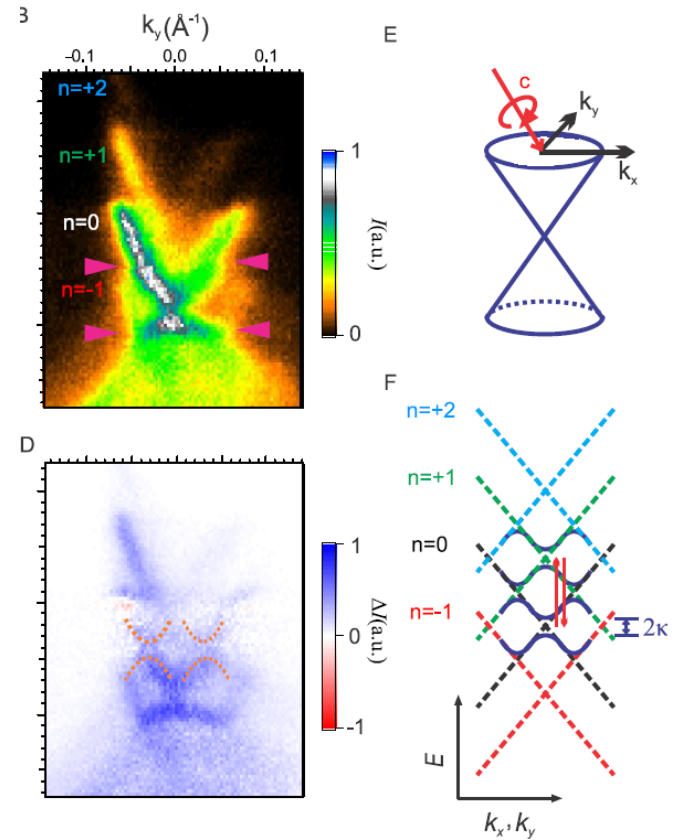 B
k_y(Å⁻¹)
-0.1 0.0 0.1
n=+2
n=+1
n=0
n=-1
1
I(a.u.)
0
E
c
k_y
k_x
D
1
0
-1
ΔI(a.u.)
F
n=+2
n=+1
n=0
n=-1
2κ
E
k_x, k_y